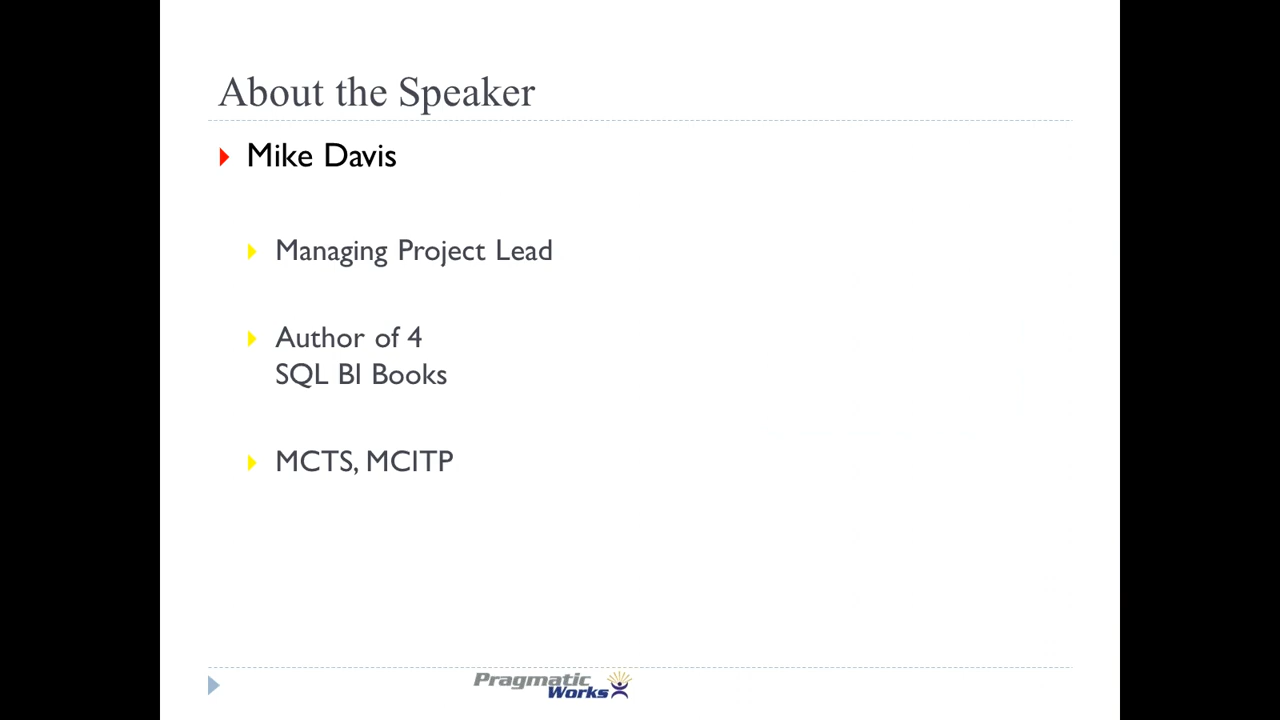 About the Speaker
Mike Davis
Managing Project Lead
Author of 4
SQL BI Books
MCTS, MCITP
Pragmatic
Works